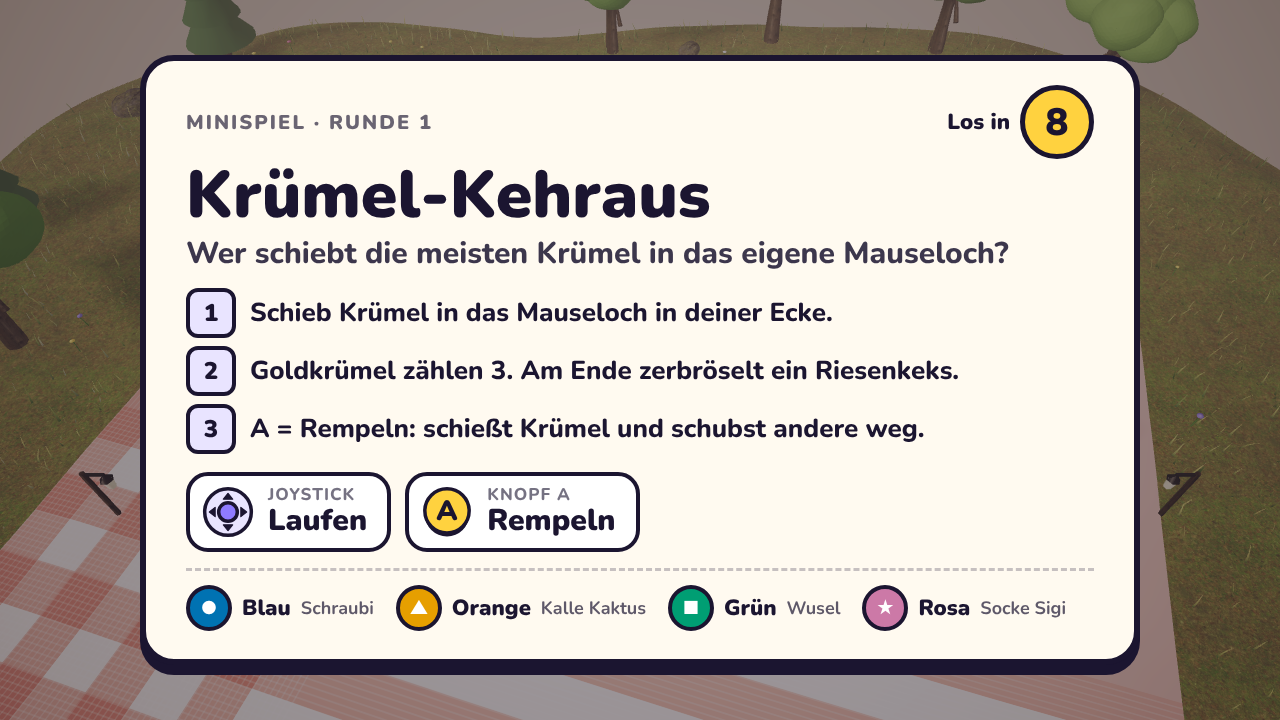 MINISPIEL · RUNDE 1
Los in 8
Krümel-Kehraus
Wer schiebt die meisten Krümel in das eigene Mauseloch?
1 Schieb Krümel in das Mauseloch in deiner Ecke.
2 Goldkrümel zählen 3. Am Ende zerbröselt ein Riesenkeks.
3 A = Rempeln: schießt Krümel und schubst andere weg.
JOYSTICK
Laufen
A
KNOPF A
Rempeln
Blau Schraubi Orange Kalle Kaktus Grün Wusel Rosa Socke Sigi